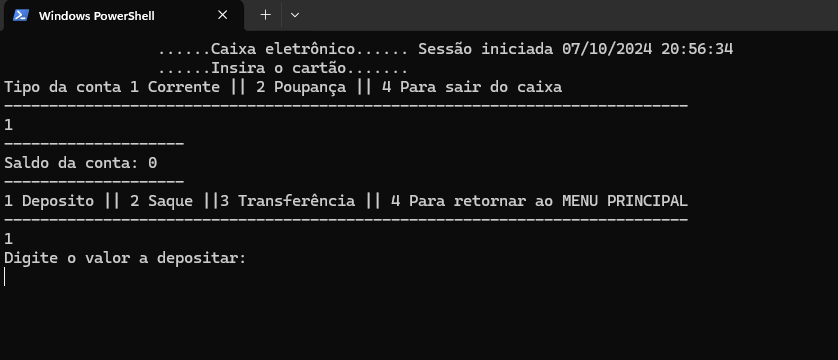 Windows PowerShell
......Caixa eletrônico...... Sessão iniciada 07/10/2024 20:56:34
......Insira o cartão.......
Tipo da conta 1 Corrente || 2 Poupança || 4 Para sair do caixa
----------------------------------------------------------------------------
1
--------------------
Saldo da conta: 0
--------------------
1 Deposito || 2 Saque ||3 Transferência || 4 Para retornar ao MENU PRINCIPAL
----------------------------------------------------------------------------
1
Digite o valor a depositar: